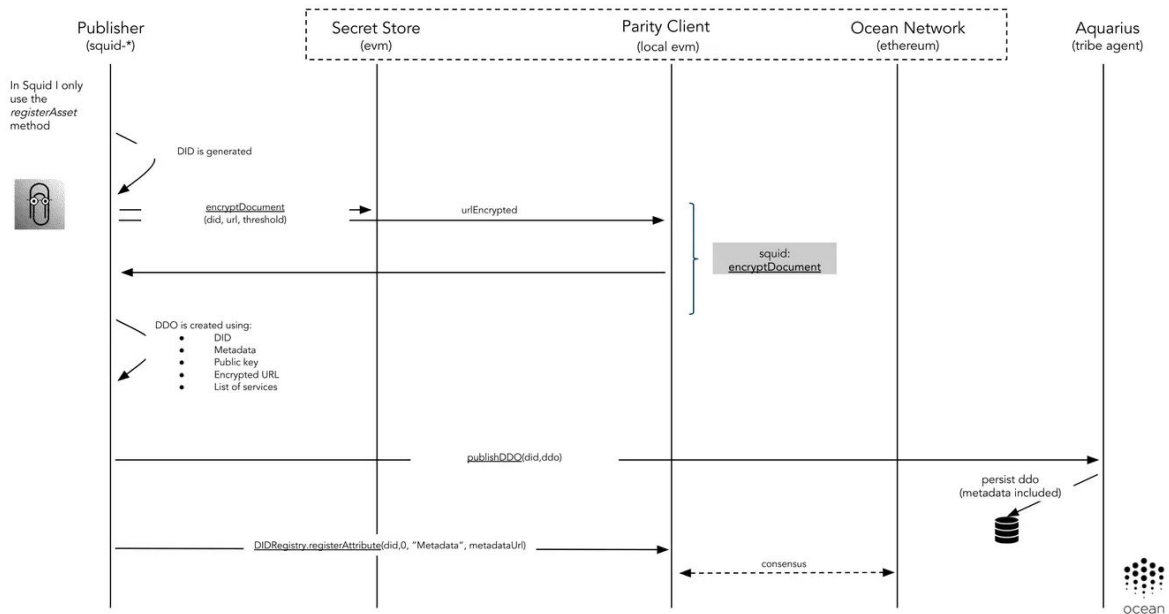 Publisher
(squid-*)
Secret Store
(evm)
Parity Client
(local evm)
Ocean Network
(ethereum)
Aquarius
(tribe agent)
In Squid I only
use the
registerAsset
method
DID is generated
encryptDocument
(did, url, threshold)
urlEncrypted
squid:
encryptDocument
DDO is created using:
● DID
● Metadata
● Public key
● Encrypted URL
● List of services
publishDDO(did,ddo)
persist ddo
(metadata included)
DIDRegistry.registerAttribute(did,0, "Metadata", metadataUrl)
consensus
ocean